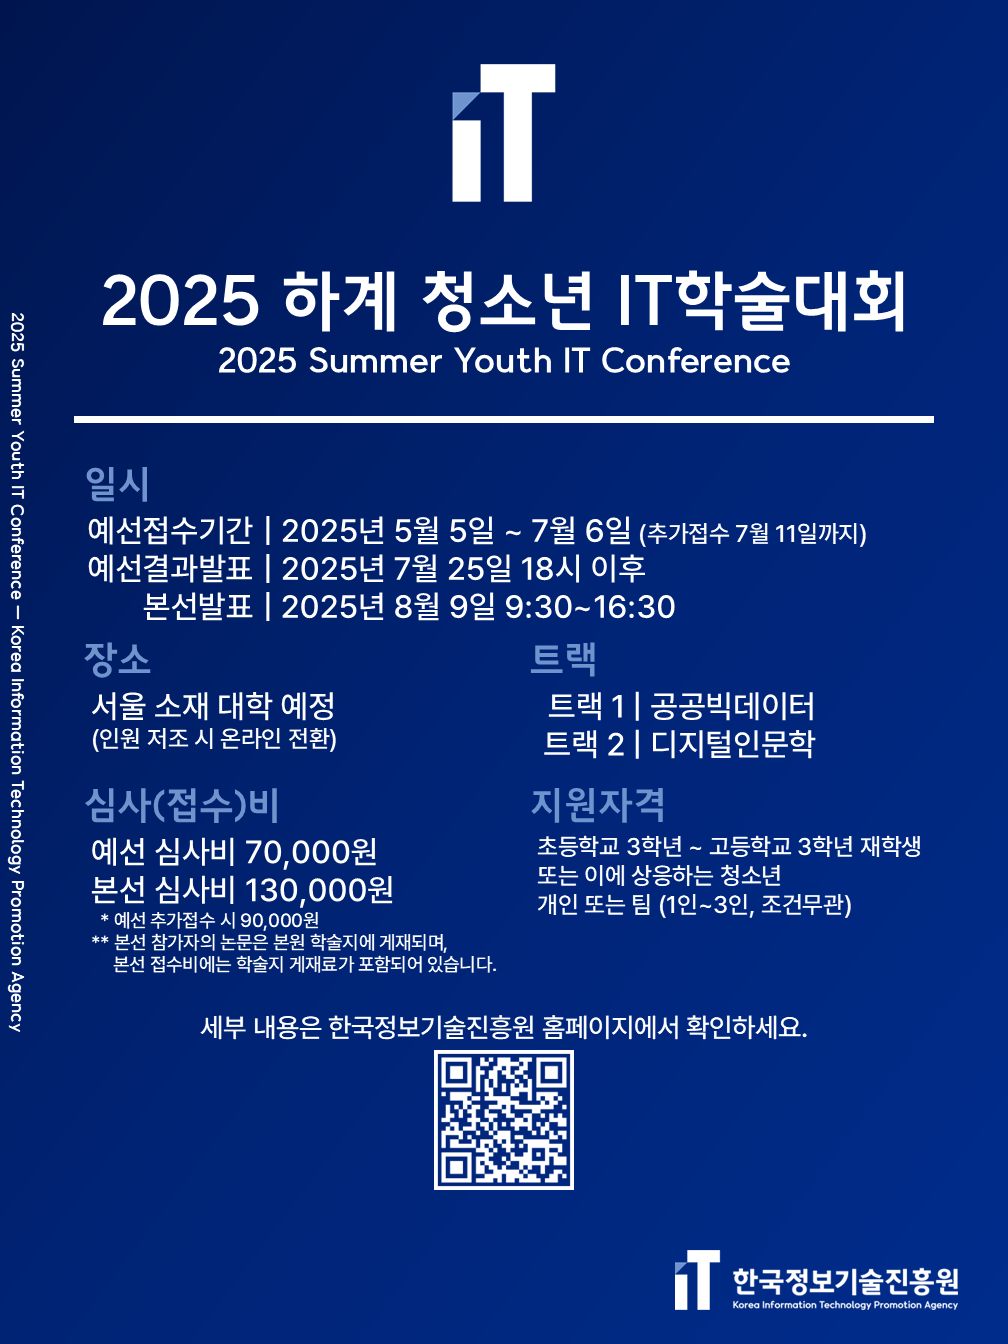 iT
2025 하계 청소년 IT학술대회
2025 Summer Youth IT Conference
2025 Summer Youth IT Conference — Korea Information Technology Promotion Agency
일시
예선접수기간 | 2025년 5월 5일 ~ 7월 6일 (추가접수 7월 11일까지)
예선결과발표 | 2025년 7월 25일 18시 이후
본선발표 | 2025년 8월 9일 9:30~16:30
장소
서울 소재 대학 예정
(인원 저조 시 온라인 전환)
트랙
트랙 1 | 공공빅데이터
트랙 2 | 디지털인문학
심사(접수)비
예선 심사비 70,000원
본선 심사비 130,000원
* 예선 추가접수 시 90,000원
** 본선 참가자의 논문은 본원 학술지에 게재되며,
본선 접수비에는 학술지 게재료가 포함되어 있습니다.
지원자격
초등학교 3학년 ~ 고등학교 3학년 재학생
또는 이에 상응하는 청소년
개인 또는 팀 (1인~3인, 조건무관)
세부 내용은 한국정보기술진흥원 홈페이지에서 확인하세요.
iT 한국정보기술진흥원
Korea Information Technology Promotion Agency